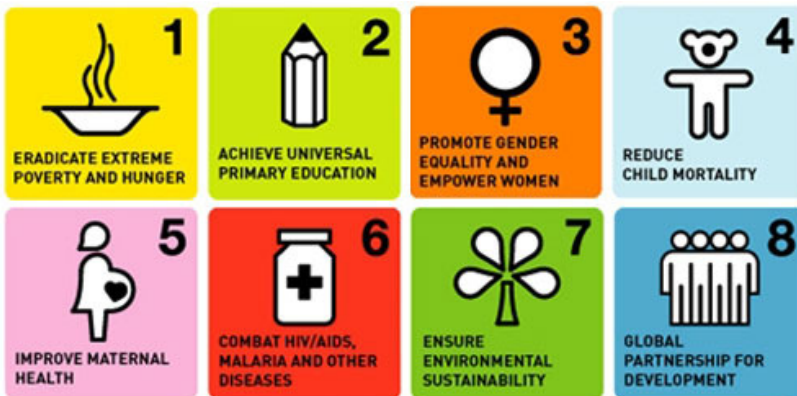 1
ERADICATE EXTREME
POVERTY AND HUNGER
2
ACHIEVE UNIVERSAL
PRIMARY EDUCATION
3
PROMOTE GENDER
EQUALITY AND
EMPOWER WOMEN
4
REDUCE
CHILD MORTALITY
5
IMPROVE MATERNAL
HEALTH
6
COMBAT HIV/AIDS,
MALARIA AND OTHER
DISEASES
7
ENSURE
ENVIRONMENTAL
SUSTAINABILITY
8
GLOBAL
PARTNERSHIP FOR
DEVELOPMENT